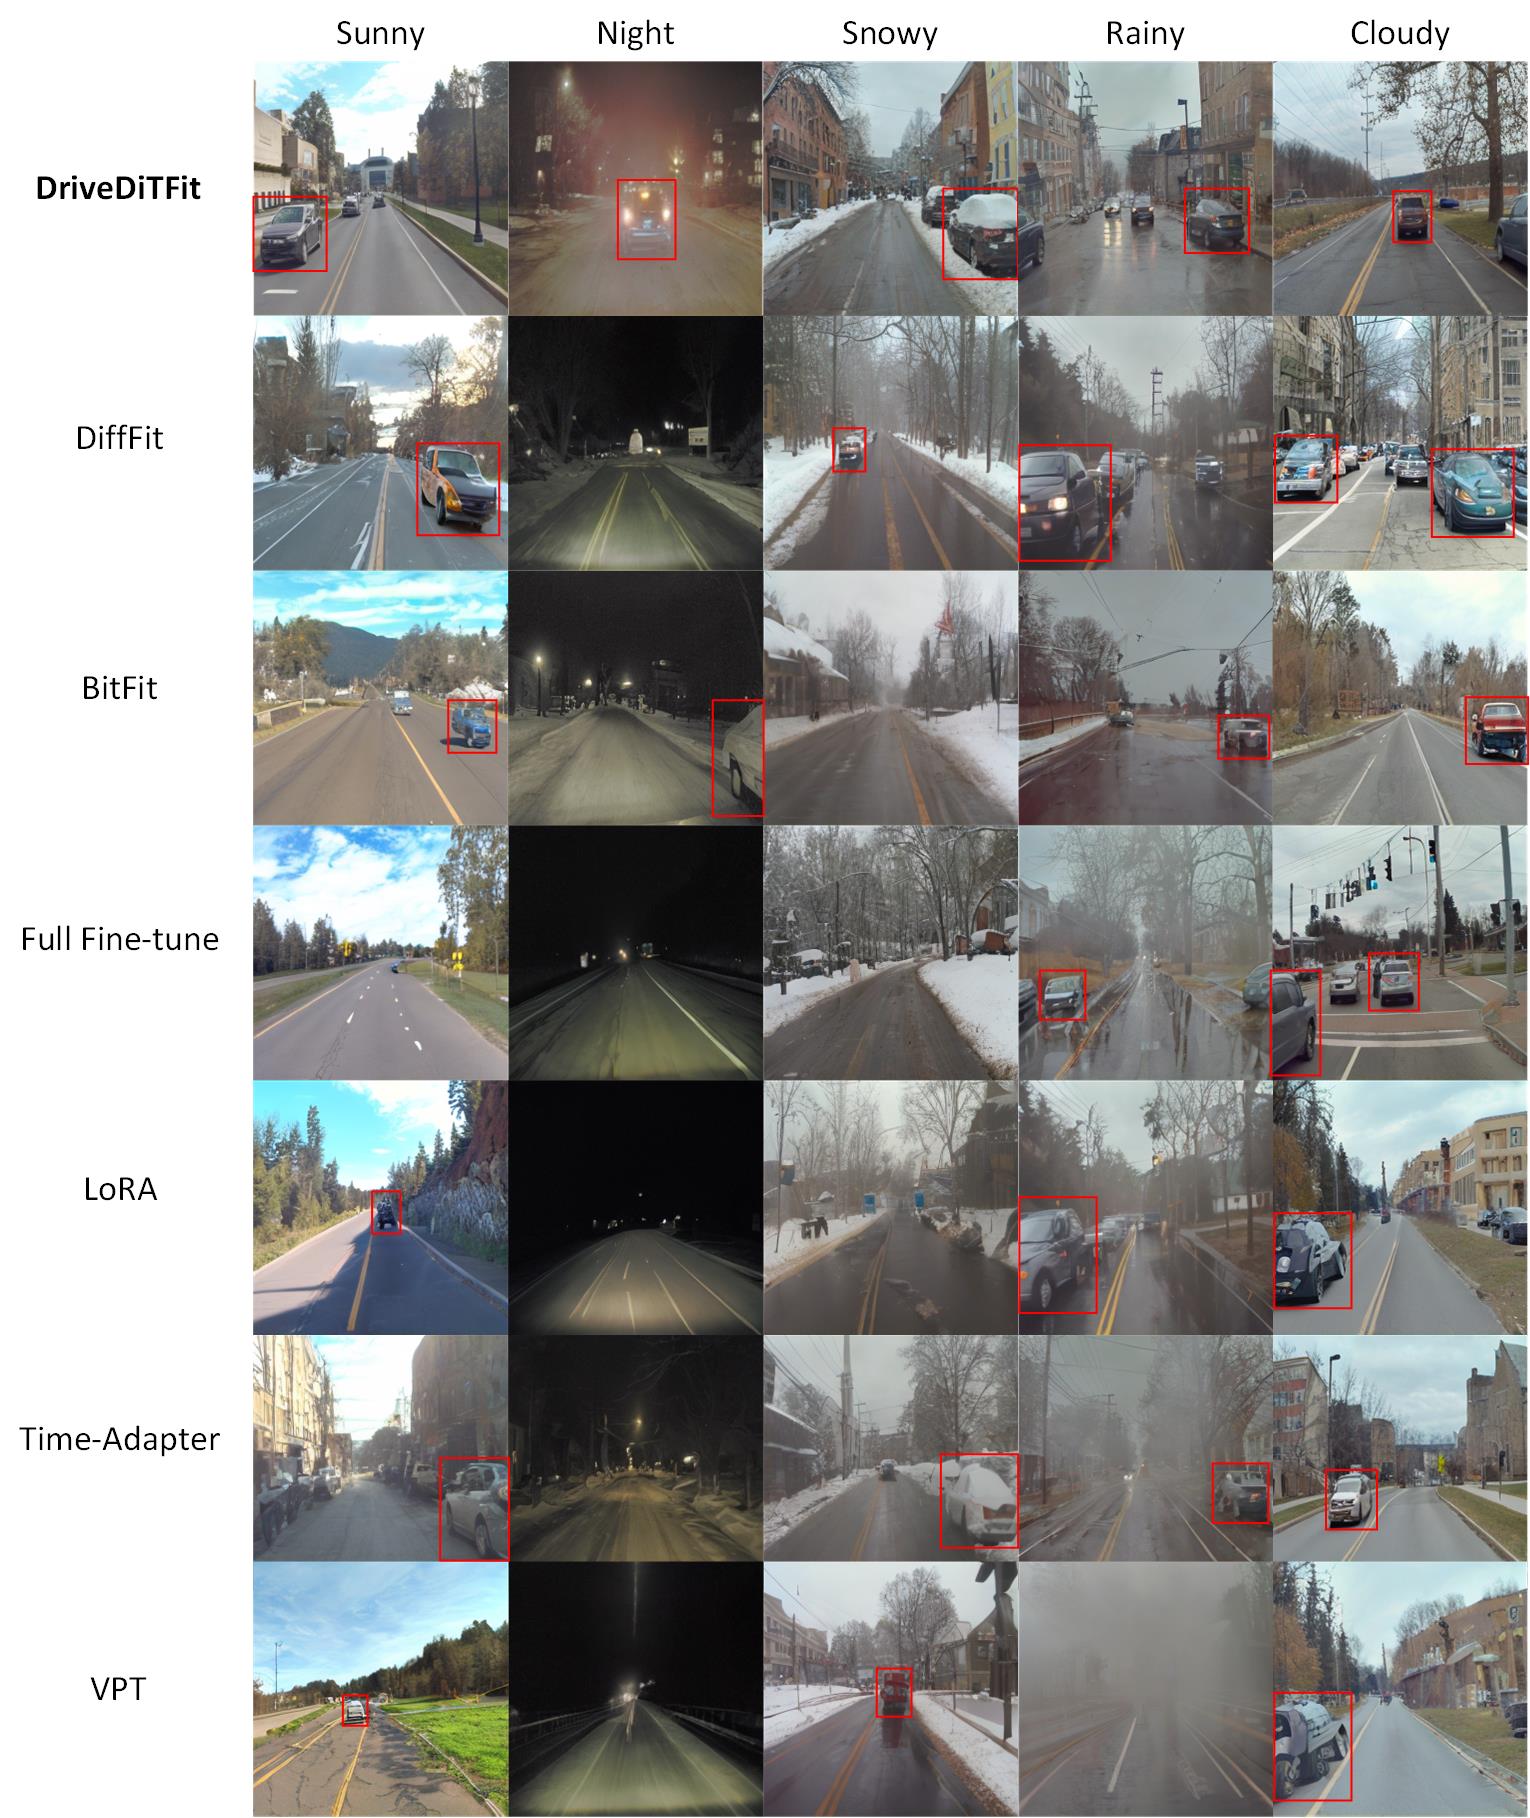 Sunny Night Snowy Rainy Cloudy
DriveDiTFit
DiffFit
BitFit
Full Fine-tune
LoRA
Time-Adapter
VPT